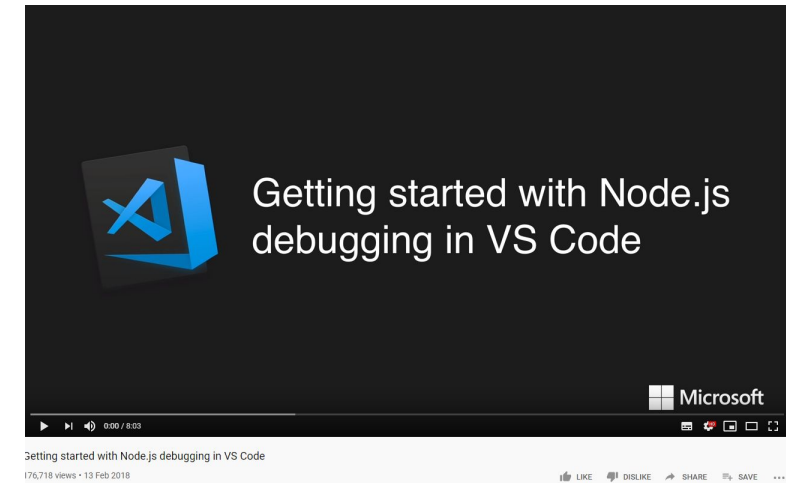 Getting started with Node.js
debugging in VS Code
Microsoft
0:00 / 8:03
Getting started with Node.js debugging in VS Code
176,718 views • 13 Feb 2018
LIKE DISLIKE SHARE SAVE